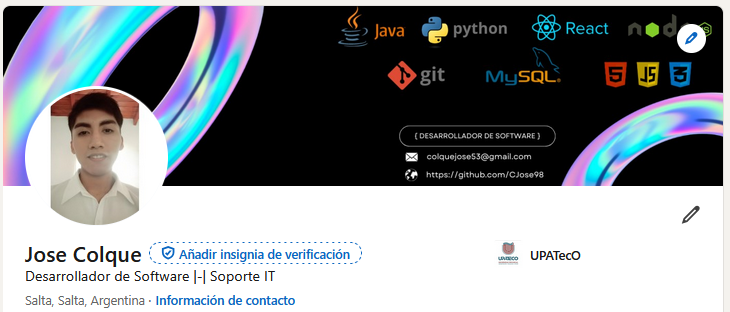 Java
python
React
node
JS
git
MySQL
5
JS
3
{ DESARROLLADOR DE SOFTWARE }
colquejose53@gmail.com
https://github.com/CJose98
Jose Colque
Añadir insignia de verificación
UPATECO
UPATecO
Desarrollador de Software |-| Soporte IT
Salta, Salta, Argentina · Información de contacto